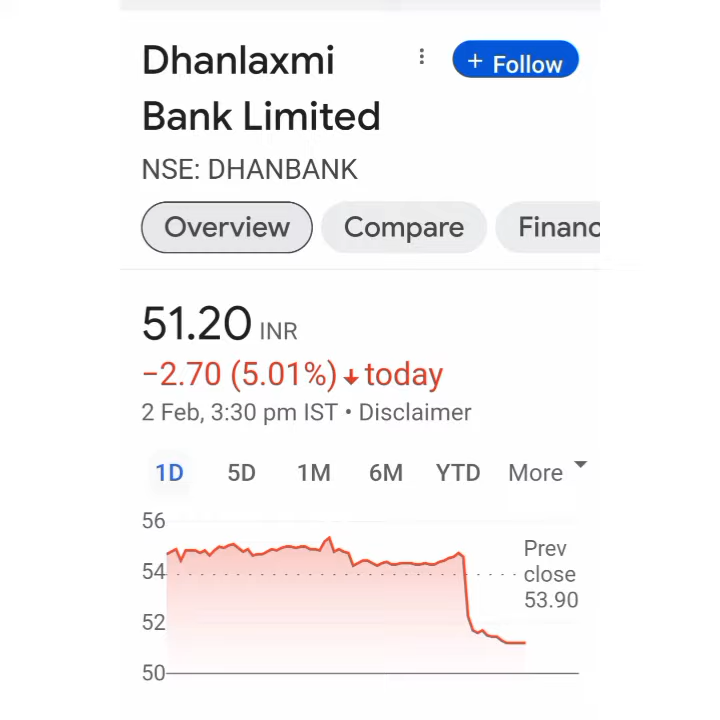 Dhanlaxmi
+ Follow
Bank Limited
NSE: DHANBANK
Overview
Compare
Financ
51.20 INR
−2.70 (5.01%) ↓ today
2 Feb, 3:30 pm IST • Disclaimer
1D 5D 1M 6M YTD More
56
54
52
50
Prev
close
53.90